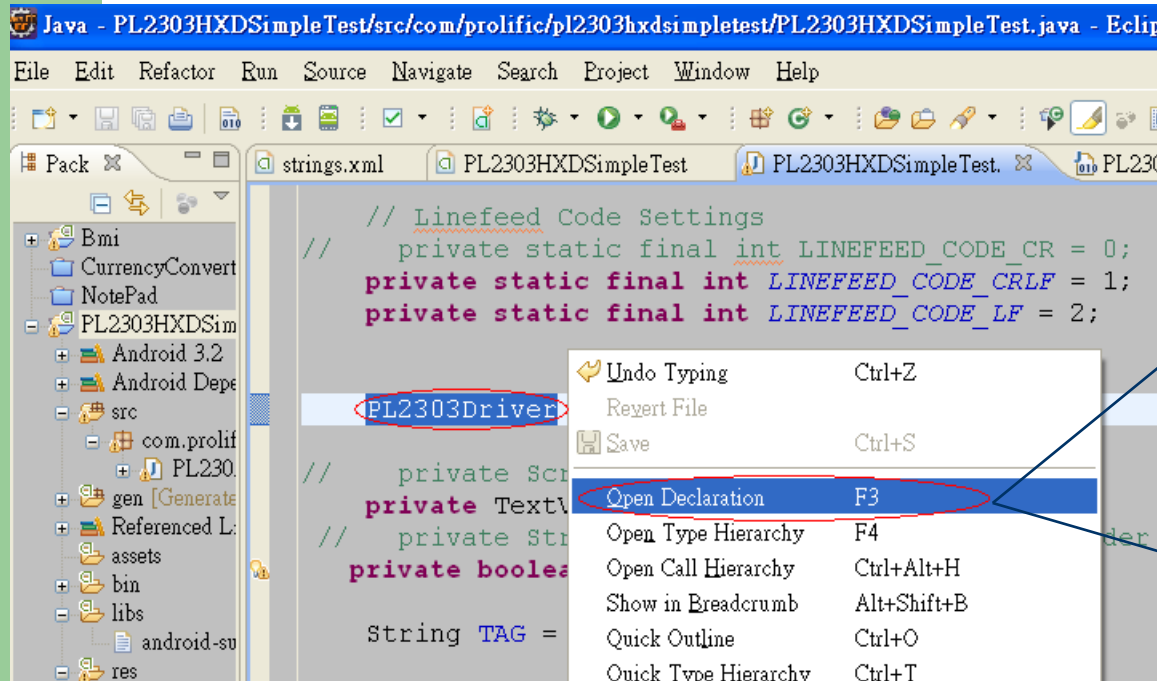 Java - PL2303HXDSimpleTest/src/com/prolific/pl2303hxdsimpletest/PL2303HXDSimpleTest.java - Eclip
File Edit Refactor Run Source Navigate Search Project Window Help
Pack
strings.xml PL2303HXDSimpleTest PL2303HXDSimpleTest. PL230
Bmi
CurrencyConvert
NotePad
PL2303HXDSim
Android 3.2
Android Depe
src
com.prolif
PL230.
gen [Generate
Referenced Li
assets
bin
libs
android-su
res
// Linefeed Code Settings
// private static final int LINEFEED_CODE_CR = 0;
private static final int LINEFEED_CODE_CRLF = 1;
private static final int LINEFEED_CODE_LF = 2;
PL2303Driver
// private Scr
private TextV
// private Str der
private boolea
String TAG =
Undo Typing Ctrl+Z
Revert File
Save Ctrl+S
Open Declaration F3
Open Type Hierarchy F4
Open Call Hierarchy Ctrl+Alt+H
Show in Breadcrumb Alt+Shift+B
Quick Outline Ctrl+O
Quick Type Hierarchy Ctrl+T